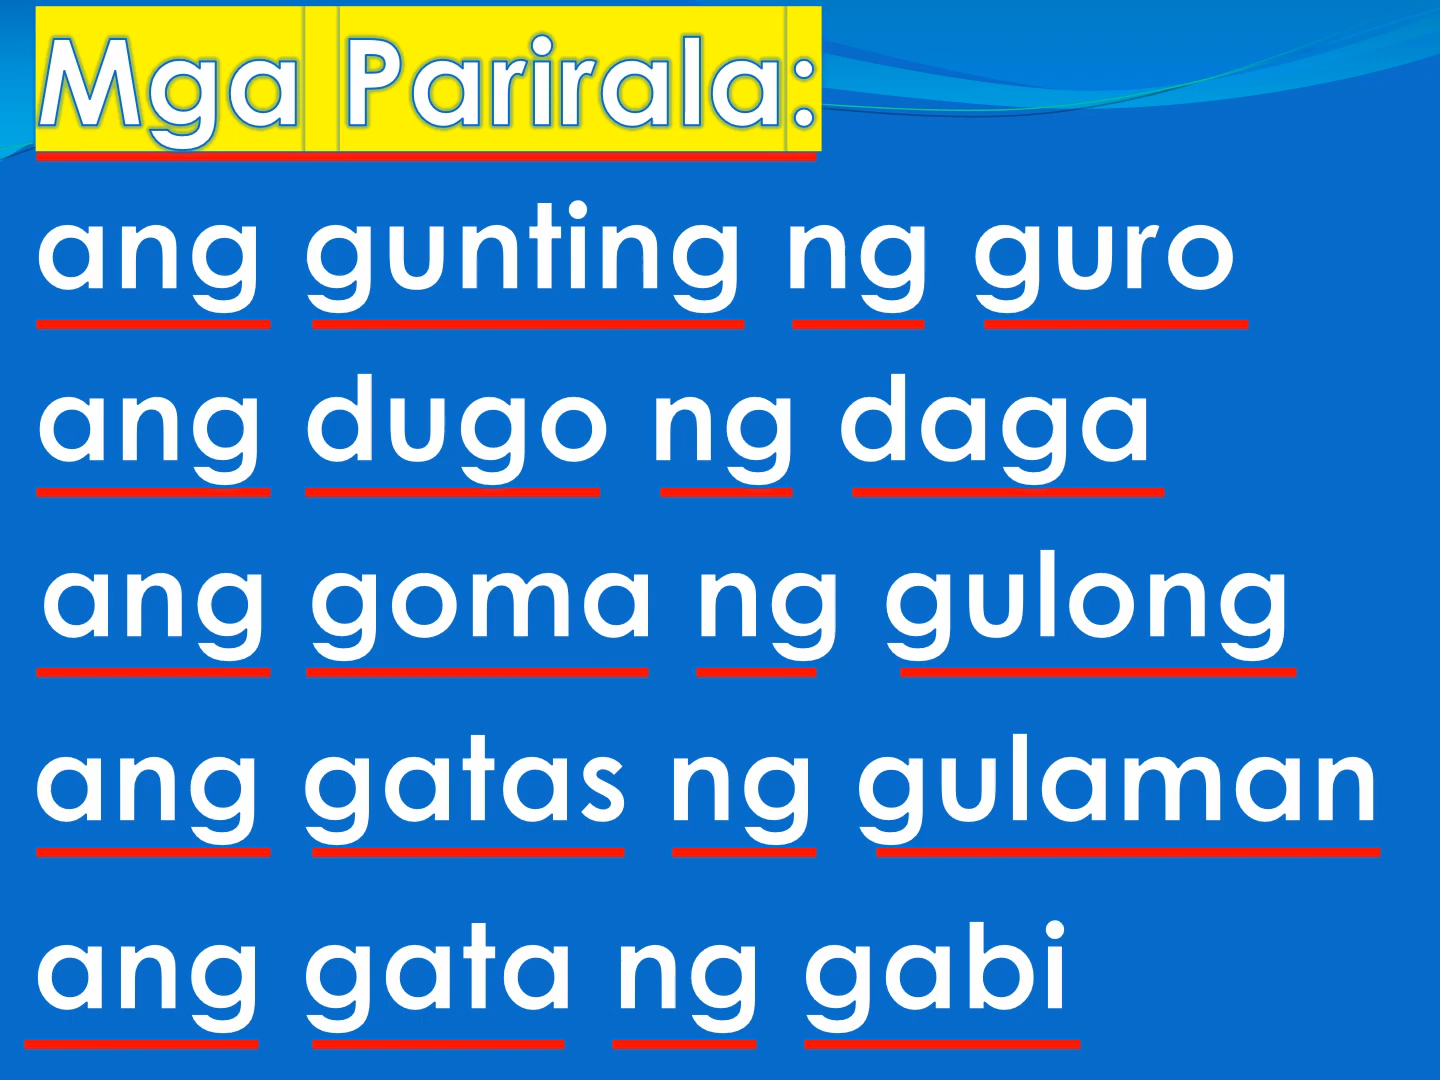 Mga Parirala:
ang gunting ng guro
ang dugo ng daga
ang goma ng gulong
ang gatas ng gulaman
ang gata ng gabi